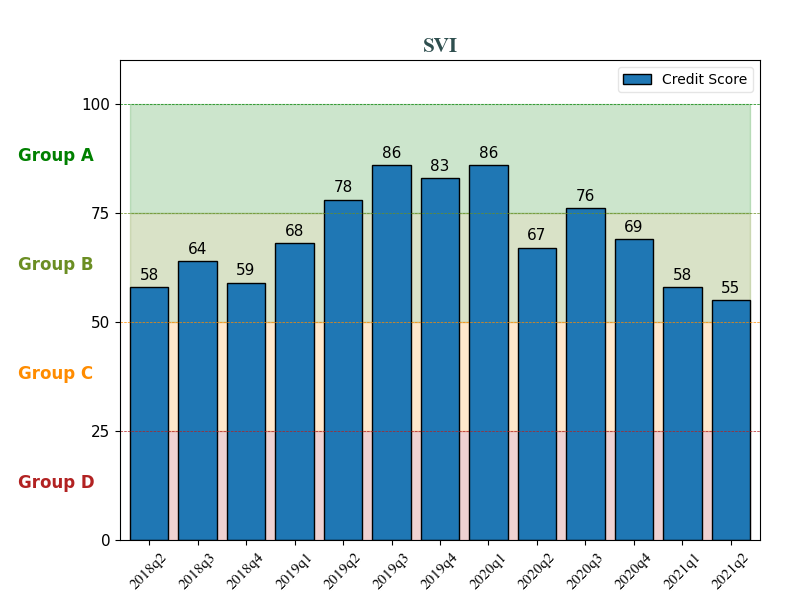 SVI
Credit Score
100
75
50
25
0
Group A
Group B
Group C
Group D
58
64
59
68
78
86
83
86
67
76
69
58
55
2018q2
2018q3
2018q4
2019q1
2019q2
2019q3
2019q4
2020q1
2020q2
2020q3
2020q4
2021q1
2021q2